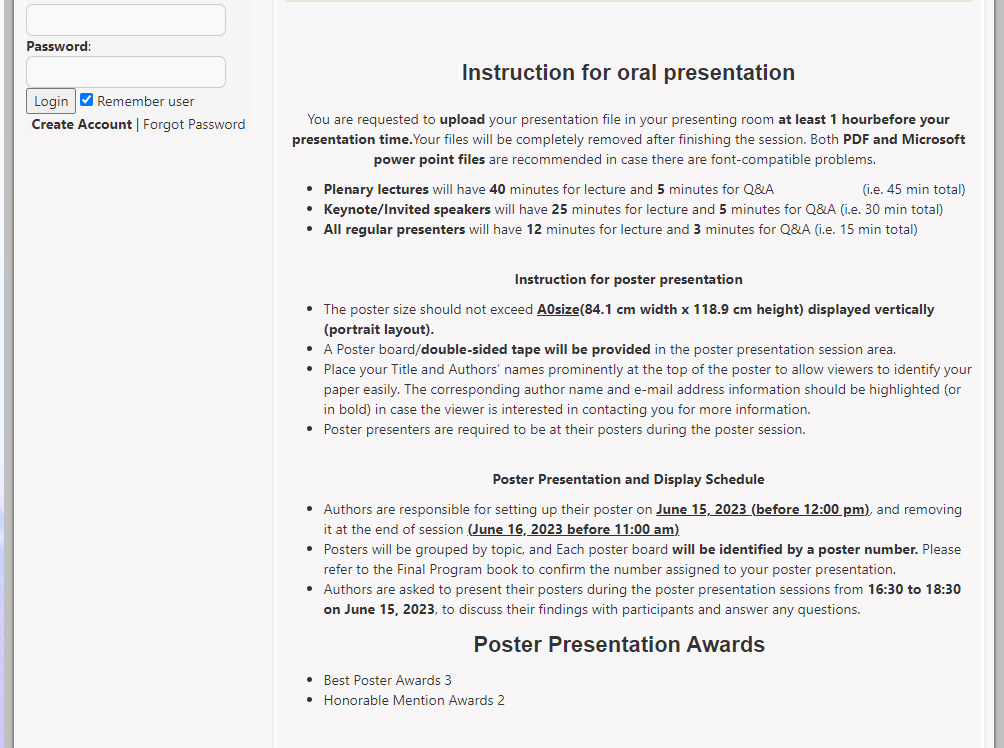 Password:
Login Remember user
Create Account | Forgot Password
Instruction for oral presentation
You are requested to upload your presentation file in your presenting room at least 1 hourbefore your
presentation time.Your files will be completely removed after finishing the session. Both PDF and Microsoft
power point files are recommended in case there are font-compatible problems.
• Plenary lectures will have 40 minutes for lecture and 5 minutes for Q&A (i.e. 45 min total)
• Keynote/Invited speakers will have 25 minutes for lecture and 5 minutes for Q&A (i.e. 30 min total)
• All regular presenters will have 12 minutes for lecture and 3 minutes for Q&A (i.e. 15 min total)
Instruction for poster presentation
• The poster size should not exceed A0size(84.1 cm width x 118.9 cm height) displayed vertically
(portrait layout).
• A Poster board/double-sided tape will be provided in the poster presentation session area.
• Place your Title and Authors' names prominently at the top of the poster to allow viewers to identify your
paper easily. The corresponding author name and e-mail address information should be highlighted (or
in bold) in case the viewer is interested in contacting you for more information.
• Poster presenters are required to be at their posters during the poster session.
Poster Presentation and Display Schedule
• Authors are responsible for setting up their poster on June 15, 2023 (before 12:00 pm), and removing
it at the end of session (June 16, 2023 before 11:00 am)
• Posters will be grouped by topic, and Each poster board will be identified by a poster number. Please
refer to the Final Program book to confirm the number assigned to your poster presentation.
• Authors are asked to present their posters during the poster presentation sessions from 16:30 to 18:30
on June 15, 2023, to discuss their findings with participants and answer any questions.
Poster Presentation Awards
• Best Poster Awards 3
• Honorable Mention Awards 2